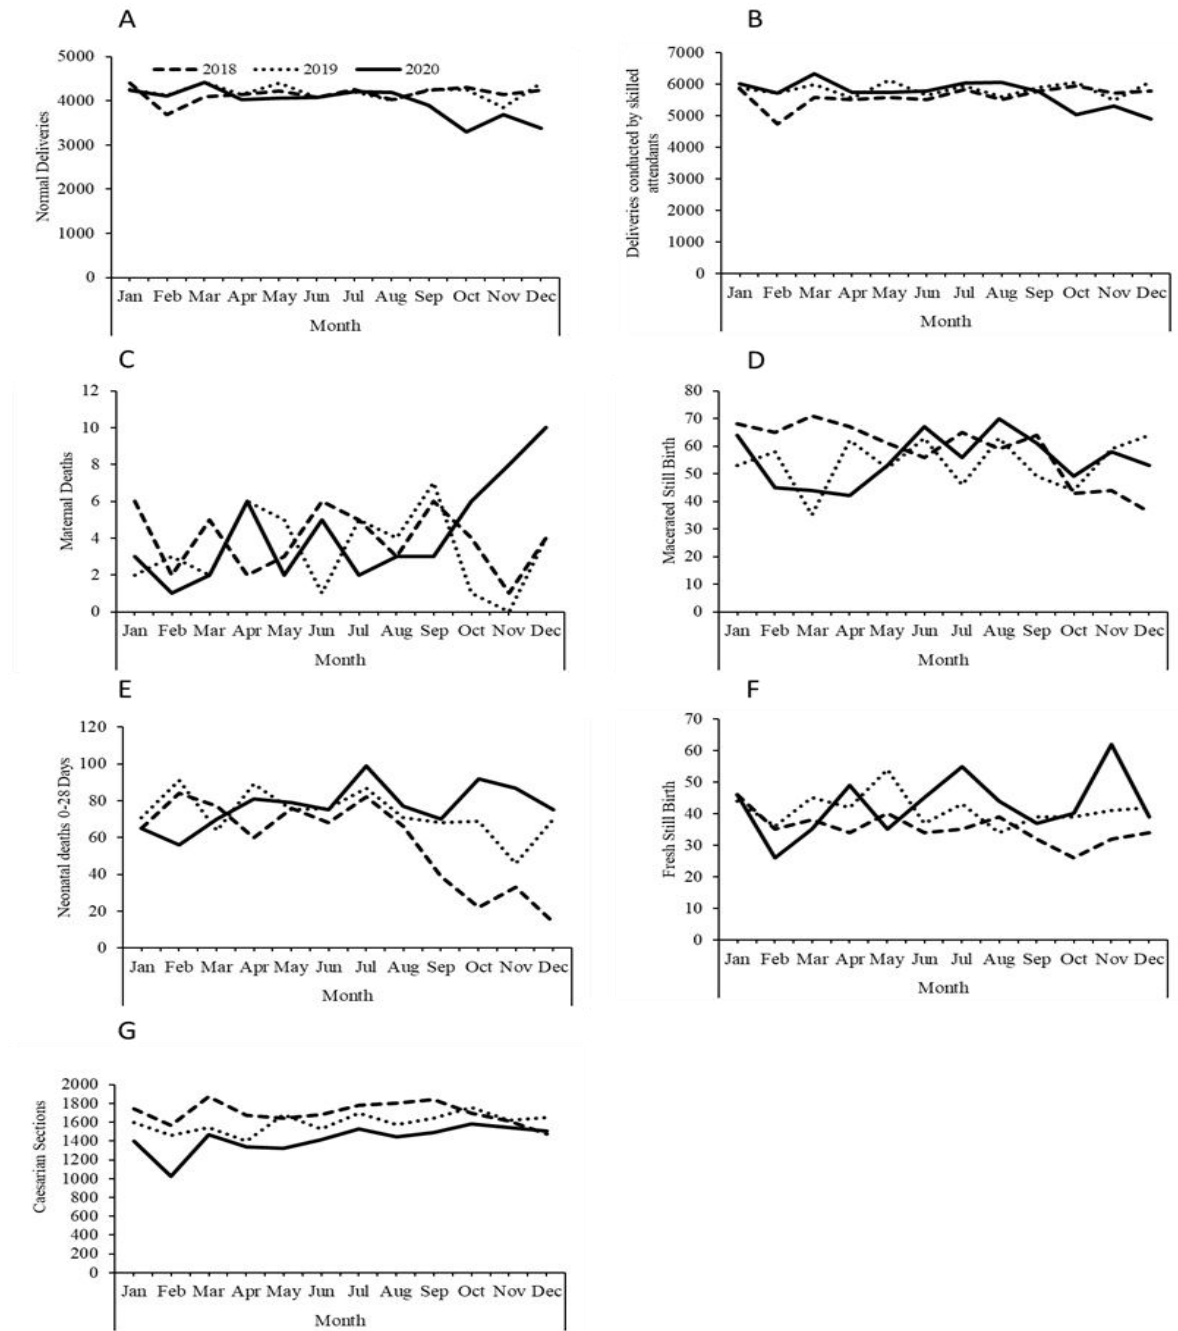 A
5000
4000
3000
2000
1000
0
Normal Deliveries
2018 2019 2020
Jan Feb Mar Apr May Jun Jul Aug Sep Oct Nov Dec
Month
B
7000
6000
5000
4000
3000
2000
1000
0
Deliveries conducted by skilled
attendants
Jan Feb Mar Apr May Jun Jul Aug Sep Oct Nov Dec
Month
C
12
10
8
6
4
2
0
Maternal Deaths
Jan Feb Mar Apr May Jun Jul Aug Sep Oct Nov Dec
Month
D
80
70
60
50
40
30
20
10
0
Macerated Still Birth
Jan Feb Mar Apr May Jun Jul Aug Sep Oct Nov Dec
Month
E
120
100
80
60
40
20
0
Neonatal deaths 0-28 Days
Jan Feb Mar Apr May Jun Jul Aug Sep Oct Nov Dec
Month
F
70
60
50
40
30
20
10
0
Fresh Still Birth
Jan Feb Mar Apr May Jun Jul Aug Sep Oct Nov Dec
Month
G
2000
1800
1600
1400
1200
1000
800
600
400
200
0
Caesarian Sections
Jan Feb Mar Apr May Jun Jul Aug Sep Oct Nov Dec
Month